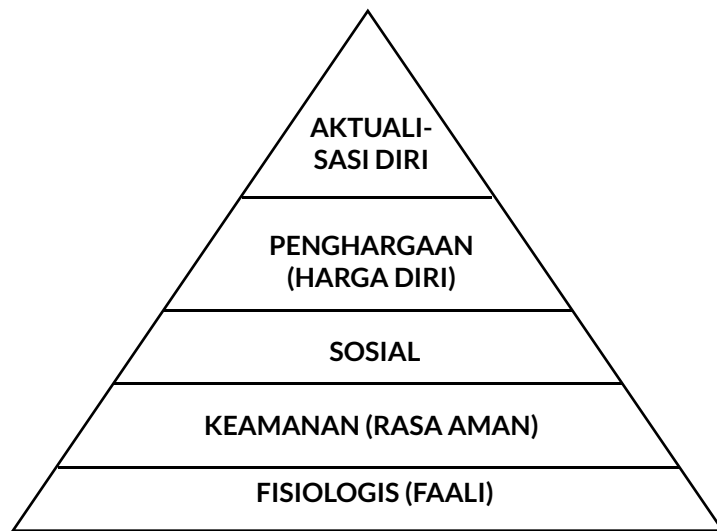 AKTUALI-
SASI DIRI
PENGHARGAAN
(HARGA DIRI)
SOSIAL
KEAMANAN (RASA AMAN)
FISIOLOGIS (FAALI)